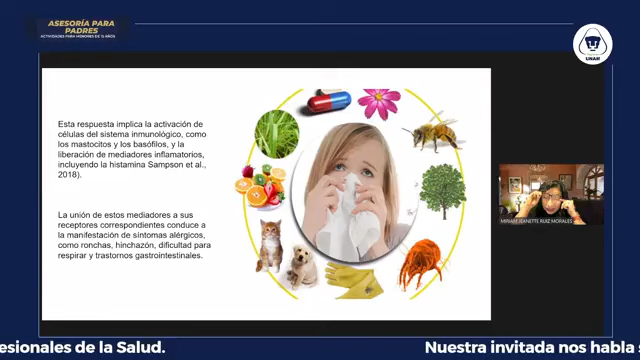 ASESORÍA PARA
PADRES
ACTIVIDADES PARA MENORES DE 15 AÑOS
UNAM
Esta respuesta implica la activación de
células del sistema inmunológico, como
los mastocitos y los basófilos, y la
liberación de mediadores inflamatorios,
incluyendo la histamina Sampson et al.,
2018).
La unión de estos mediadores a sus
receptores correspondientes conduce a
la manifestación de síntomas alérgicos,
como ronchas, hinchazón, dificultad para
respirar y trastornos gastrointestinales.
MIRIAM JEANETTE RUIZ MORALES
esionales de la Salud.
Nuestra invitada nos habla s